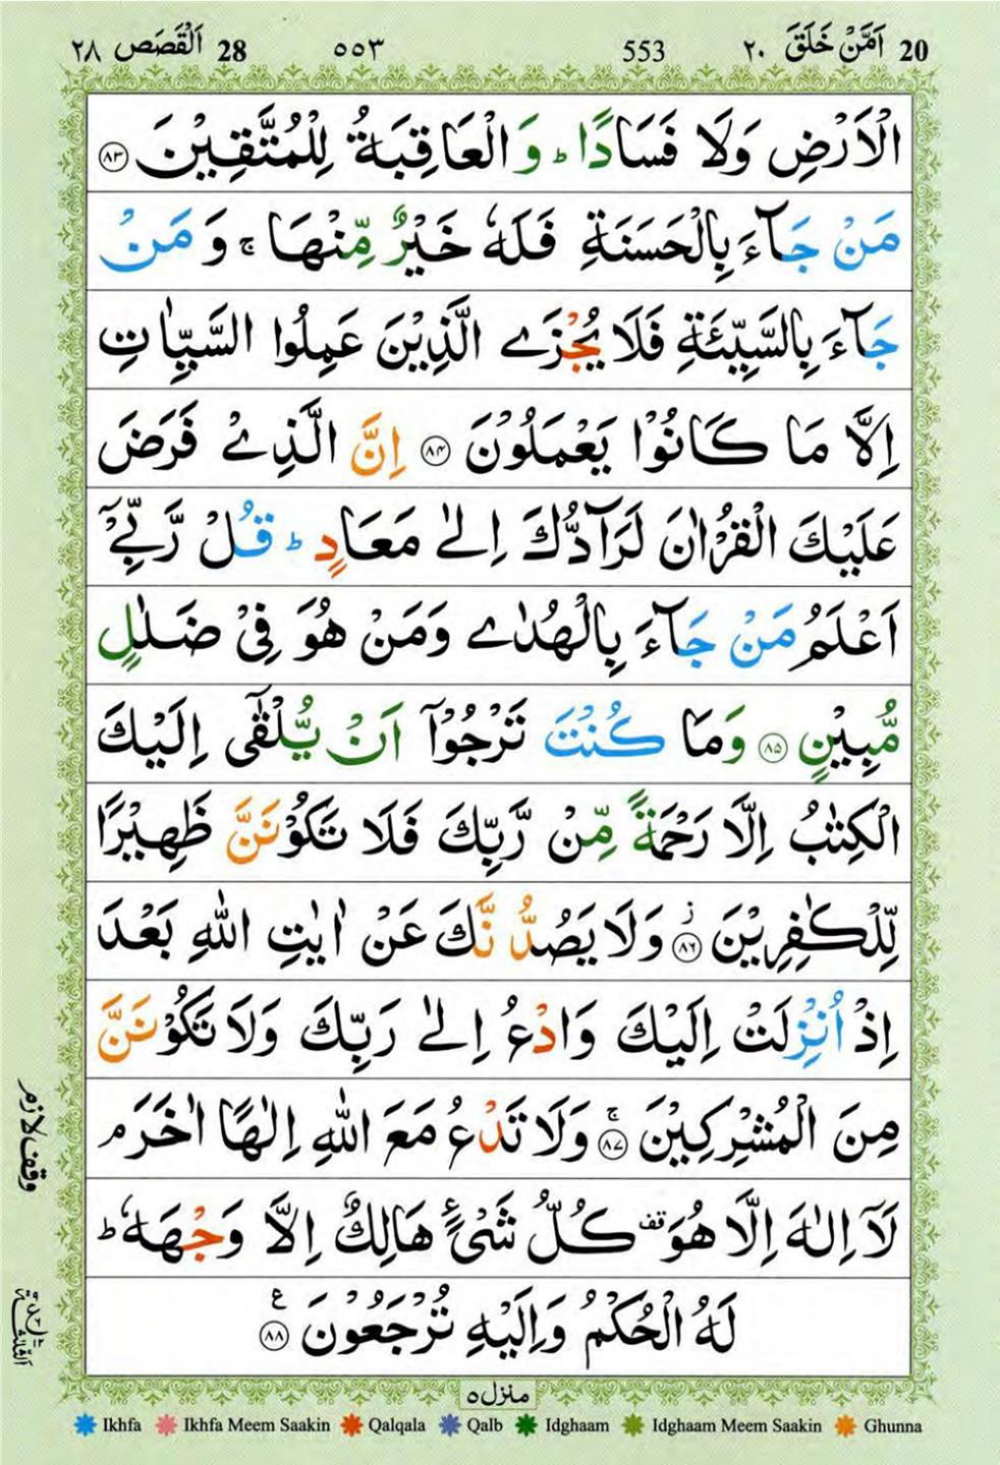 ٢٨ اَلْقَصَص 28 ٥٥٣ 553 ٢٠ اَمَّنْ خَلَقَ 20
الْاَرْضِ وَلَا فَسَادًا ؕ وَ الْعَاقِبَةُ لِلْمُتَّقِيْنَ ﴿٨٣﴾
مَنْ جَآءَ بِالْحَسَنَةِ فَلَهٗ خَيْرٌ مِّنْهَا ۚ وَ مَنْ
جَآءَ بِالسَّيِّئَةِ فَلَا يُجْزَى الَّذِيْنَ عَمِلُوا السَّيِّاٰتِ
اِلَّا مَا كَانُوْا يَعْمَلُوْنَ ﴿٨٤﴾ اِنَّ الَّذِيْ فَرَضَ
عَلَيْكَ الْقُرْاٰنَ لَرَآدُّكَ اِلٰى مَعَادٍ ؕ قُلْ رَّبِّيْۤ
اَعْلَمُ مَنْ جَآءَ بِالْهُدٰى وَمَنْ هُوَ فِيْ ضَلٰلٍ
مُّبِيْنٍ ﴿٨٥﴾ وَمَا كُنْتَ تَرْجُوْۤا اَنْ يُّلْقٰۤى اِلَيْكَ
الْكِتٰبُ اِلَّا رَحْمَةً مِّنْ رَّبِّكَ فَلَا تَكُوْنَنَّ ظَهِيْرًا
لِّلْكٰفِرِيْنَ ﴿٨٦﴾ ز وَلَا يَصُدُّنَّكَ عَنْ اٰيٰتِ اللّٰهِ بَعْدَ
اِذْ اُنْزِلَتْ اِلَيْكَ وَادْعُ اِلٰى رَبِّكَ وَلَا تَكُوْنَنَّ
مِنَ الْمُشْرِكِيْنَ ﴿٨٧﴾ ۚ وَلَا تَدْعُ مَعَ اللّٰهِ اِلٰهًا اٰخَرَ ۘ
وقف لازم
لَاۤ اِلٰهَ اِلَّا هُوَ قف كُلُّ شَيْءٍ هَالِكٌ اِلَّا وَجْهَهٗ ؕ
لَهُ الْحُكْمُ وَاِلَيْهِ تُرْجَعُوْنَ ﴿٨٨﴾ ع
منزل ٥
Ikhfa Ikhfa Meem Saakin Qalqala Qalb Idghaam Idghaam Meem Saakin Ghunna